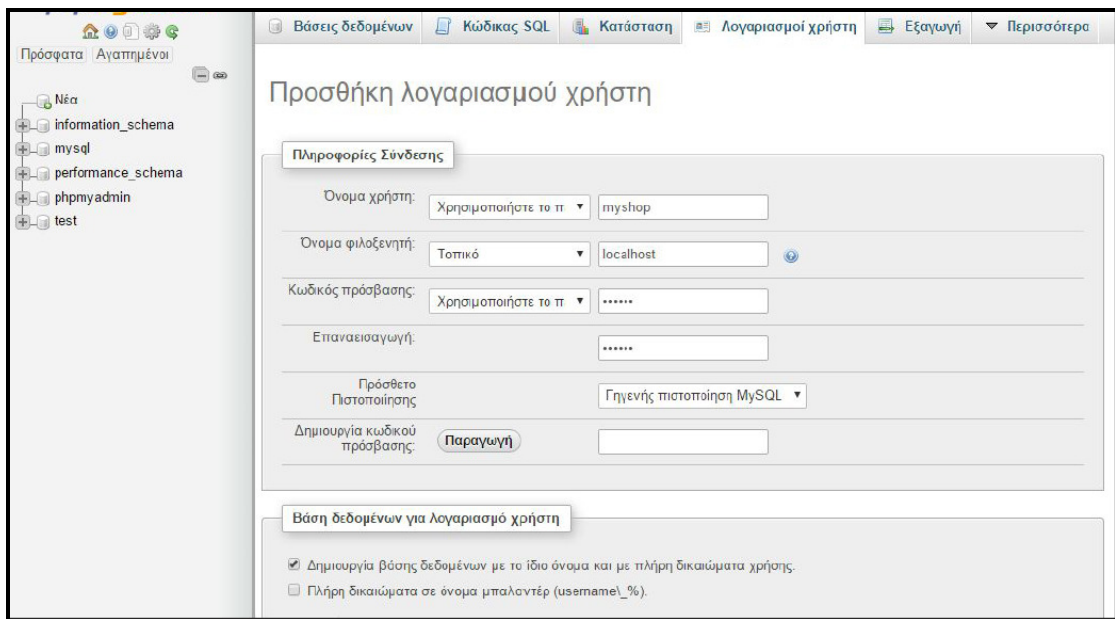 Βάσεις δεδομένων Κώδικας SQL Κατάσταση Λογαριασμοί χρήστη Εξαγωγή Περισσότερα
Πρόσφατα Αγαπημένοι
Νέα
information_schema
mysql
performance_schema
phpmyadmin
test
Προσθήκη λογαριασμού χρήστη
Πληροφορίες Σύνδεσης
Όνομα χρήστη: Χρησιμοποιήστε το π myshop
Όνομα φιλοξενητή: Τοπικό localhost
Κωδικός πρόσβασης: Χρησιμοποιήστε το π ••••••
Επαναεισαγωγή: ••••••
Πρόσθετο
Πιστοποιίησης Γηγενής πιστοποίηση MySQL
Δημιουργία κωδικού
πρόσβασης: Παραγωγή
Βάση δεδομένων για λογαριασμό χρήστη
Δημιουργία βάσης δεδομένων με το ίδιο όνομα και με πλήρη δικαιώματα χρήσης.
Πλήρη δικαιώματα σε όνομα μπαλαντέρ (username\_%).